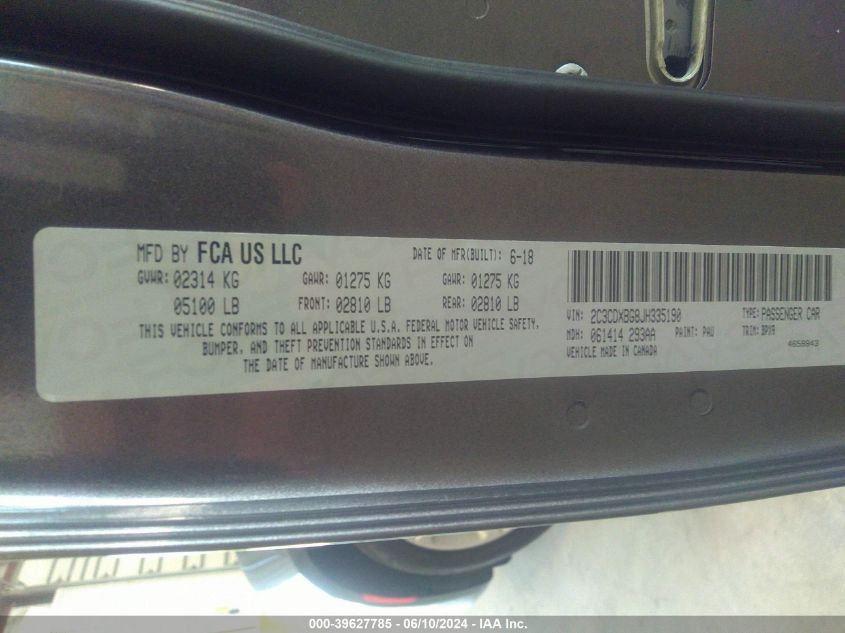 MFD BY FCA US LLC DATE OF MFR(BUILT): 6-18
GVWR: 02314 KG GAWR: 01275 KG GAWR: 01275 KG
05100 LB FRONT: 02810 LB REAR: 02810 LB
THIS VEHICLE CONFORMS TO ALL APPLICABLE U.S.A. FEDERAL MOTOR VEHICLE SAFETY,
BUMPER, AND THEFT PREVENTION STANDARDS IN EFFECT ON
THE DATE OF MANUFACTURE SHOWN ABOVE.
VIN: 2C3CDXBG8JH335190 TYPE: PASSENGER CAR
MDH: 061414 293AA PAINT: PAU TRIM: BPX9
VEHICLE MADE IN CANADA 4658943
000-39627785 - 06/10/2024 - IAA Inc.